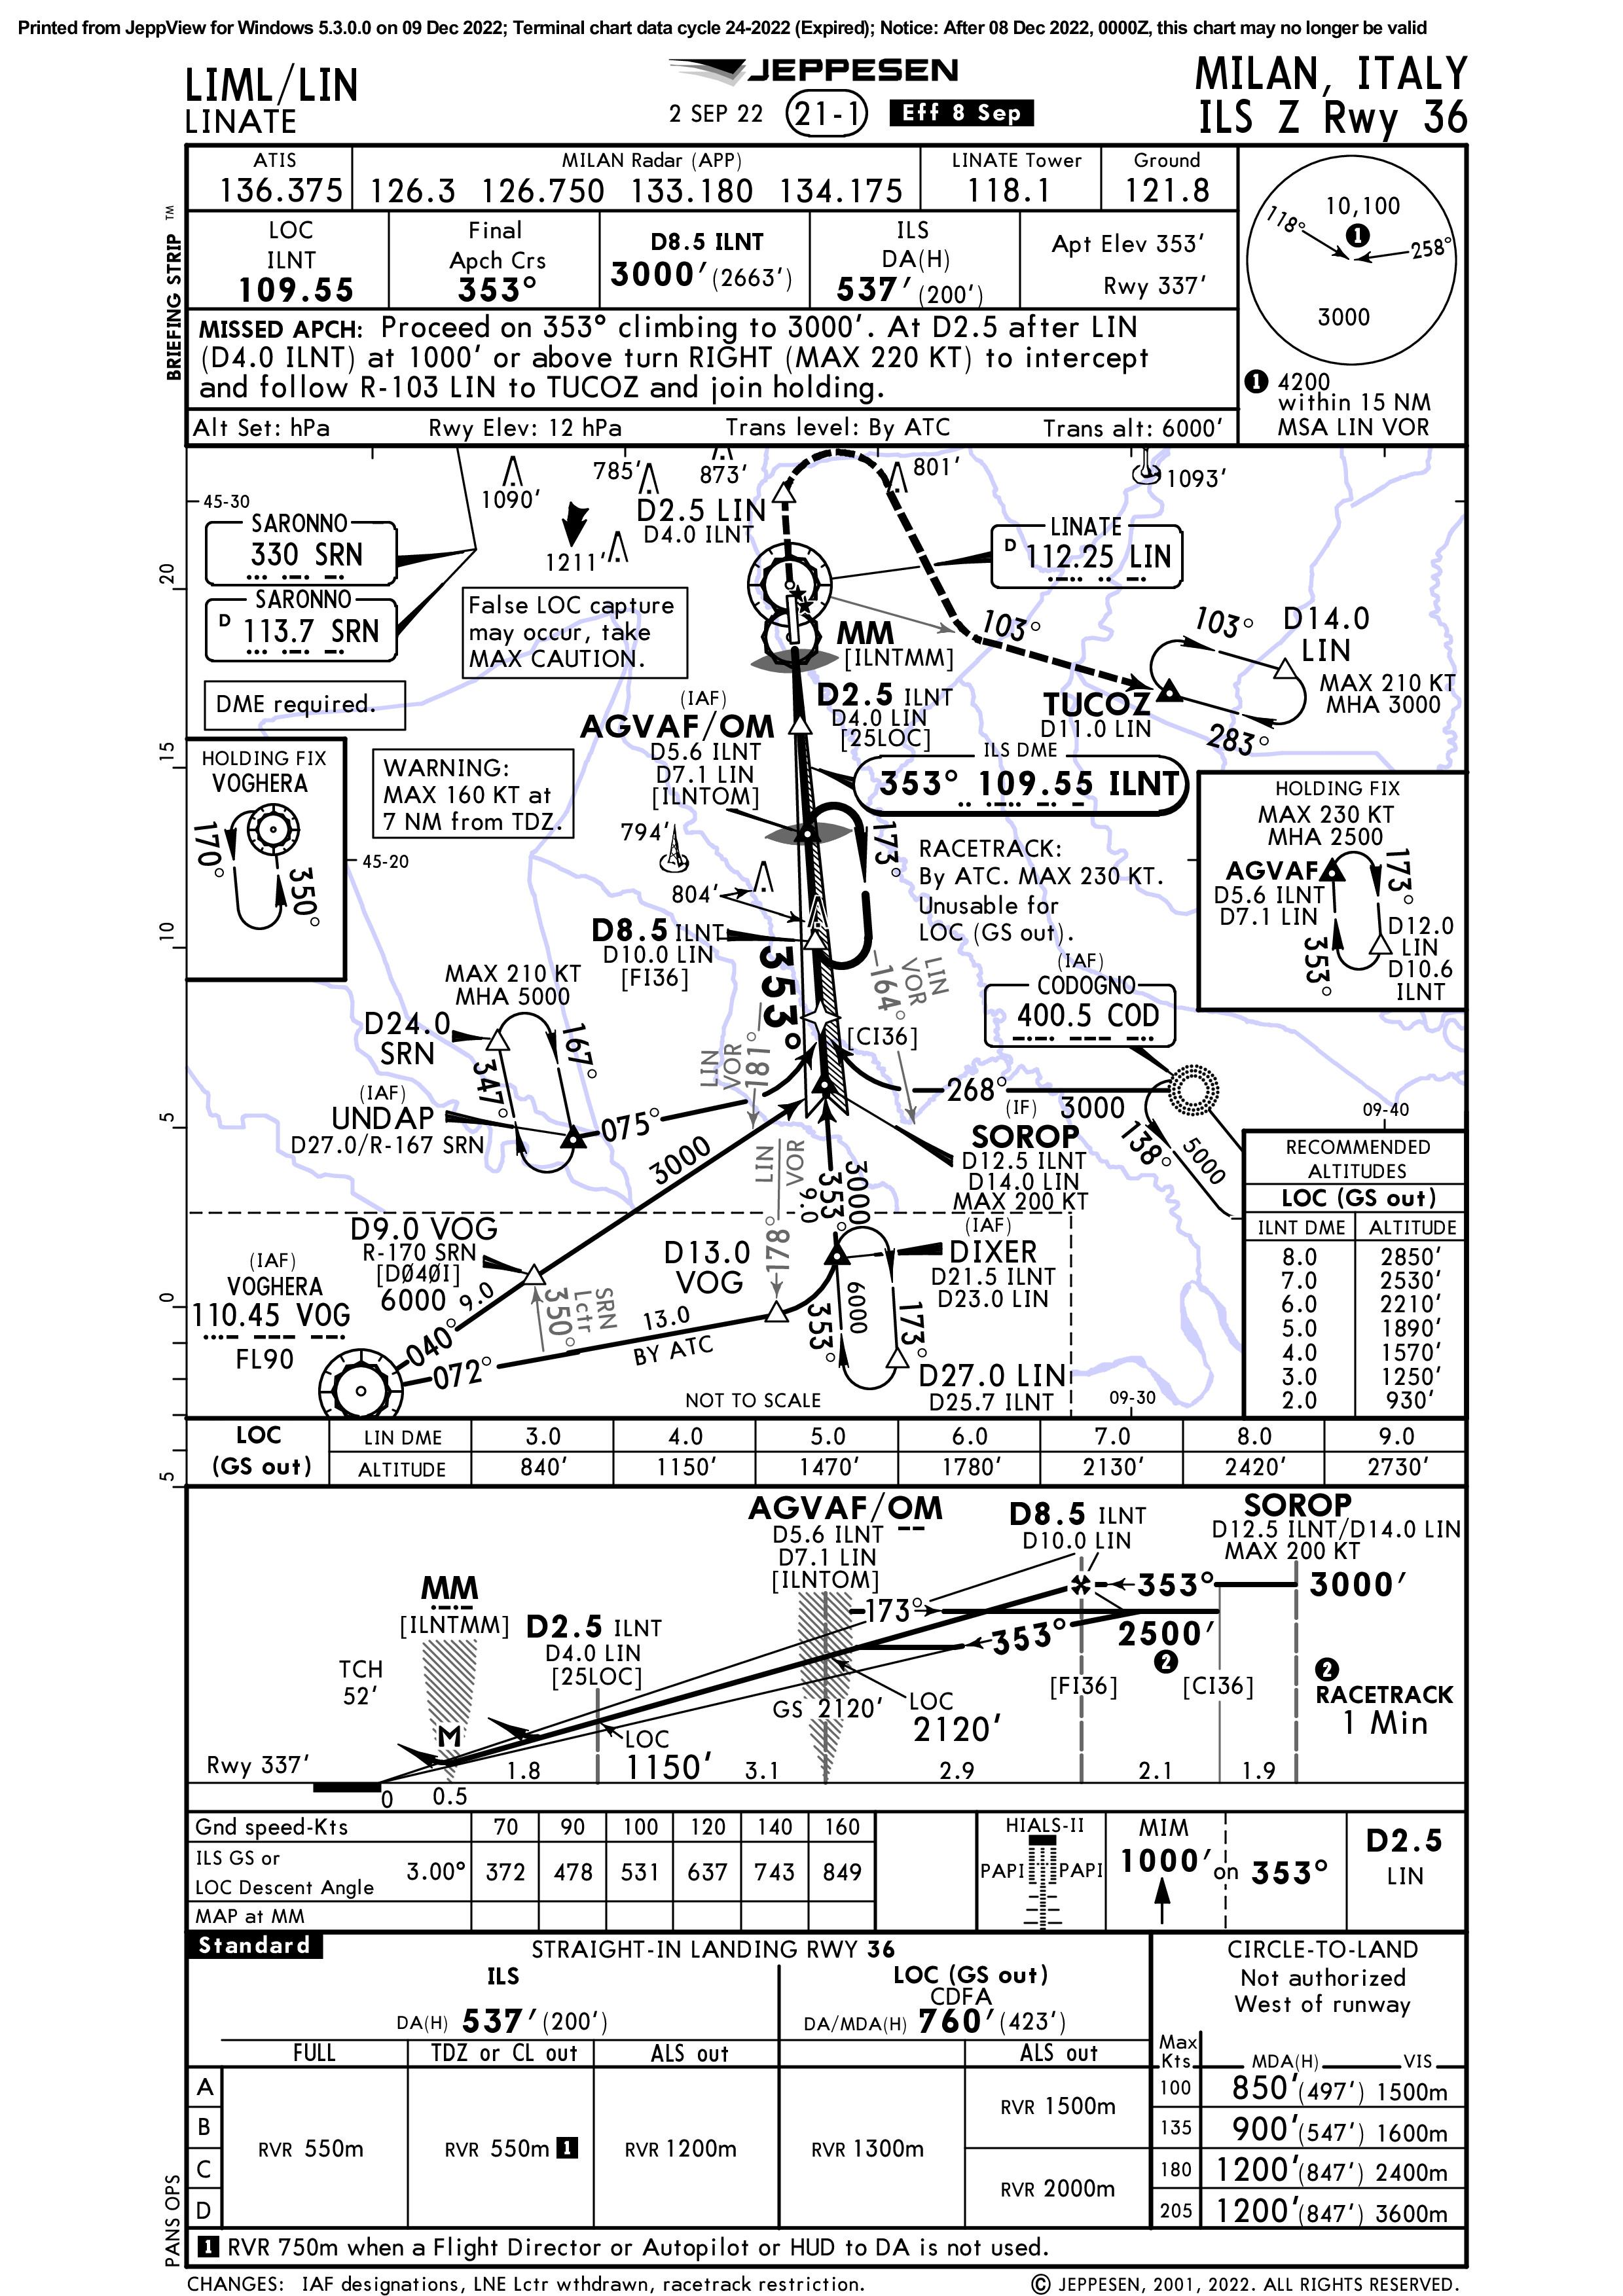 Printed from JeppView for Windows 5.3.0.0 on 09 Dec 2022; Terminal chart data cycle 24-2022 (Expired); Notice: After 08 Dec 2022, 0000Z, this chart may no longer be valid
LIML/LIN
LINATE
JEPPESEN
2 SEP 22 21-1 Eff 8 Sep
MILAN, ITALY
ILS Z Rwy 36
BRIEFING STRIP TM
ATIS
136.375
MILAN Radar (APP)
126.3 126.750 133.180 134.175
LINATE Tower
118.1
Ground
121.8
LOC
ILNT
109.55
Final
Apch Crs
353°
D8.5 ILNT
3000' (2663')
ILS
DA(H)
537' (200')
Apt Elev 353'
Rwy 337'
MISSED APCH: Proceed on 353° climbing to 3000'. At D2.5 after LIN
(D4.0 ILNT) at 1000' or above turn RIGHT (MAX 220 KT) to intercept
and follow R-103 LIN to TUCOZ and join holding.
Alt Set: hPa Rwy Elev: 12 hPa Trans level: By ATC Trans alt: 6000'
118°
10,100
1
258°
3000
1 4200
within 15 NM
MSA LIN VOR
45-30
1090'
785'
873'
801'
1093'
1211'
D2.5 LIN
D4.0 ILNT
SARONNO
330 SRN
SARONNO
D 113.7 SRN
False LOC capture
may occur, take
MAX CAUTION.
DME required.
LINATE
D 112.25 LIN
MM
[ILNTMM]
103°
103°
D14.0
LIN
MAX 210 KT
MHA 3000
TUCOZ
D11.0 LIN
283°
D2.5 ILNT
D4.0 LIN
[25LOC]
(IAF)
AGVAF/OM
D5.6 ILNT
D7.1 LIN
[ILNTOM]
ILS DME
353° 109.55 ILNT
HOLDING FIX
VOGHERA
170°
350°
WARNING:
MAX 160 KT at
7 NM from TDZ.
45-20
794'
804'
173°
RACETRACK:
By ATC. MAX 230 KT.
Unusable for
LOC (GS out).
HOLDING FIX
MAX 230 KT
MHA 2500
AGVAF
D5.6 ILNT
D7.1 LIN
173°
353°
D12.0
LIN
D10.6
ILNT
D8.5 ILNT
D10.0 LIN
[FI36]
353°
LIN
VOR
164°
[CI36]
LIN
VOR
181°
(IAF)
CODOGNO
400.5 COD
MAX 210 KT
MHA 5000
D24.0
SRN
167°
347°
(IAF)
UNDAP
D27.0/R-167 SRN
075°
268°
3000
138°
5000
(IF)
SOROP
D12.5 ILNT
D14.0 LIN
MAX 200 KT
3000
LIN
VOR
178°
9.0
353°
3000
09-40
RECOMMENDED
ALTITUDES
LOC (GS out)
ILNT DME ALTITUDE
8.0 2850'
7.0 2530'
6.0 2210'
5.0 1890'
4.0 1570'
3.0 1250'
2.0 930'
D9.0 VOG
R-170 SRN
[DØ4ØI]
6000
9.0
(IAF)
VOGHERA
110.45 VOG
FL90
040°
072°
350°
SRN
Lctr
13.0
BY ATC
D13.0
VOG
(IAF)
DIXER
D21.5 ILNT
D23.0 LIN
6000
353°
173°
D27.0 LIN
D25.7 ILNT
NOT TO SCALE
09-30
20
15
10
5
0
5
LOC
(GS out)
LIN DME 3.0 4.0 5.0 6.0 7.0 8.0 9.0
ALTITUDE 840' 1150' 1470' 1780' 2130' 2420' 2730'
AGVAF/OM
D5.6 ILNT
D7.1 LIN
[ILNTOM]
D8.5 ILNT
D10.0 LIN
SOROP
D12.5 ILNT/D14.0 LIN
MAX 200 KT
353°
3000'
173°
353°
2500'
2
MM
[ILNTMM]
D2.5 ILNT
D4.0 LIN
[25LOC]
TCH
52'
M
[FI36]
[CI36]
2
RACETRACK
1 Min
GS 2120'
LOC
2120'
LOC
1150'
Rwy 337'
0 0.5 1.8 3.1 2.9 2.1 1.9
Gnd speed-Kts 70 90 100 120 140 160
ILS GS or
LOC Descent Angle 3.00° 372 478 531 637 743 849
MAP at MM
HIALS-II
PAPI PAPI
MIM
1000' on 353°
D2.5
LIN
Standard
STRAIGHT-IN LANDING RWY 36
ILS
DA(H) 537' (200')
LOC (GS out)
CDFA
DA/MDA(H) 760' (423')
FULL TDZ or CL out ALS out ALS out
A
B
C
D
RVR 550m
RVR 550m 1
RVR 1200m
RVR 1300m
RVR 1500m
RVR 2000m
CIRCLE-TO-LAND
Not authorized
West of runway
Max
Kts MDA(H) VIS
100 850' (497') 1500m
135 900' (547') 1600m
180 1200' (847') 2400m
205 1200' (847') 3600m
PANS OPS
1 RVR 750m when a Flight Director or Autopilot or HUD to DA is not used.
CHANGES: IAF designations, LNE Lctr wthdrawn, racetrack restriction.
© JEPPESEN, 2001, 2022. ALL RIGHTS RESERVED.